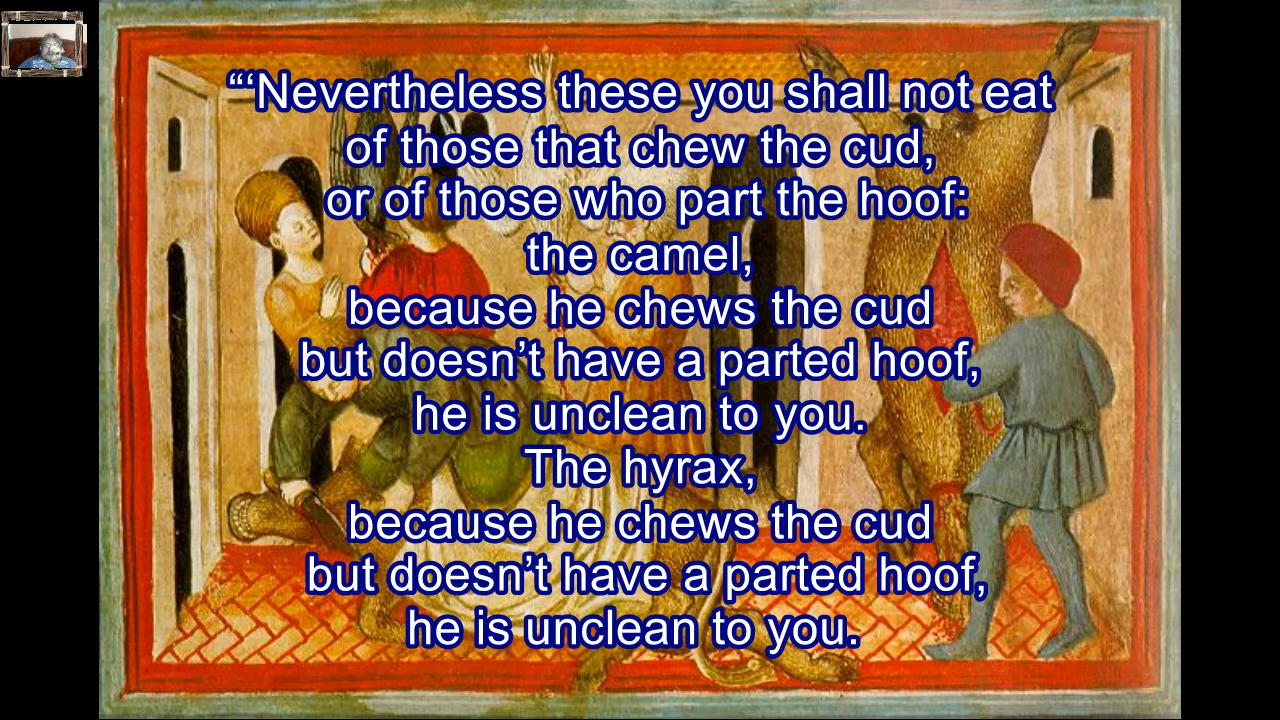 “‘Nevertheless these you shall not eat
of those that chew the cud,
or of those who part the hoof:
the camel,
because he chews the cud
but doesn’t have a parted hoof,
he is unclean to you.
The hyrax,
because he chews the cud
but doesn’t have a parted hoof,
he is unclean to you.